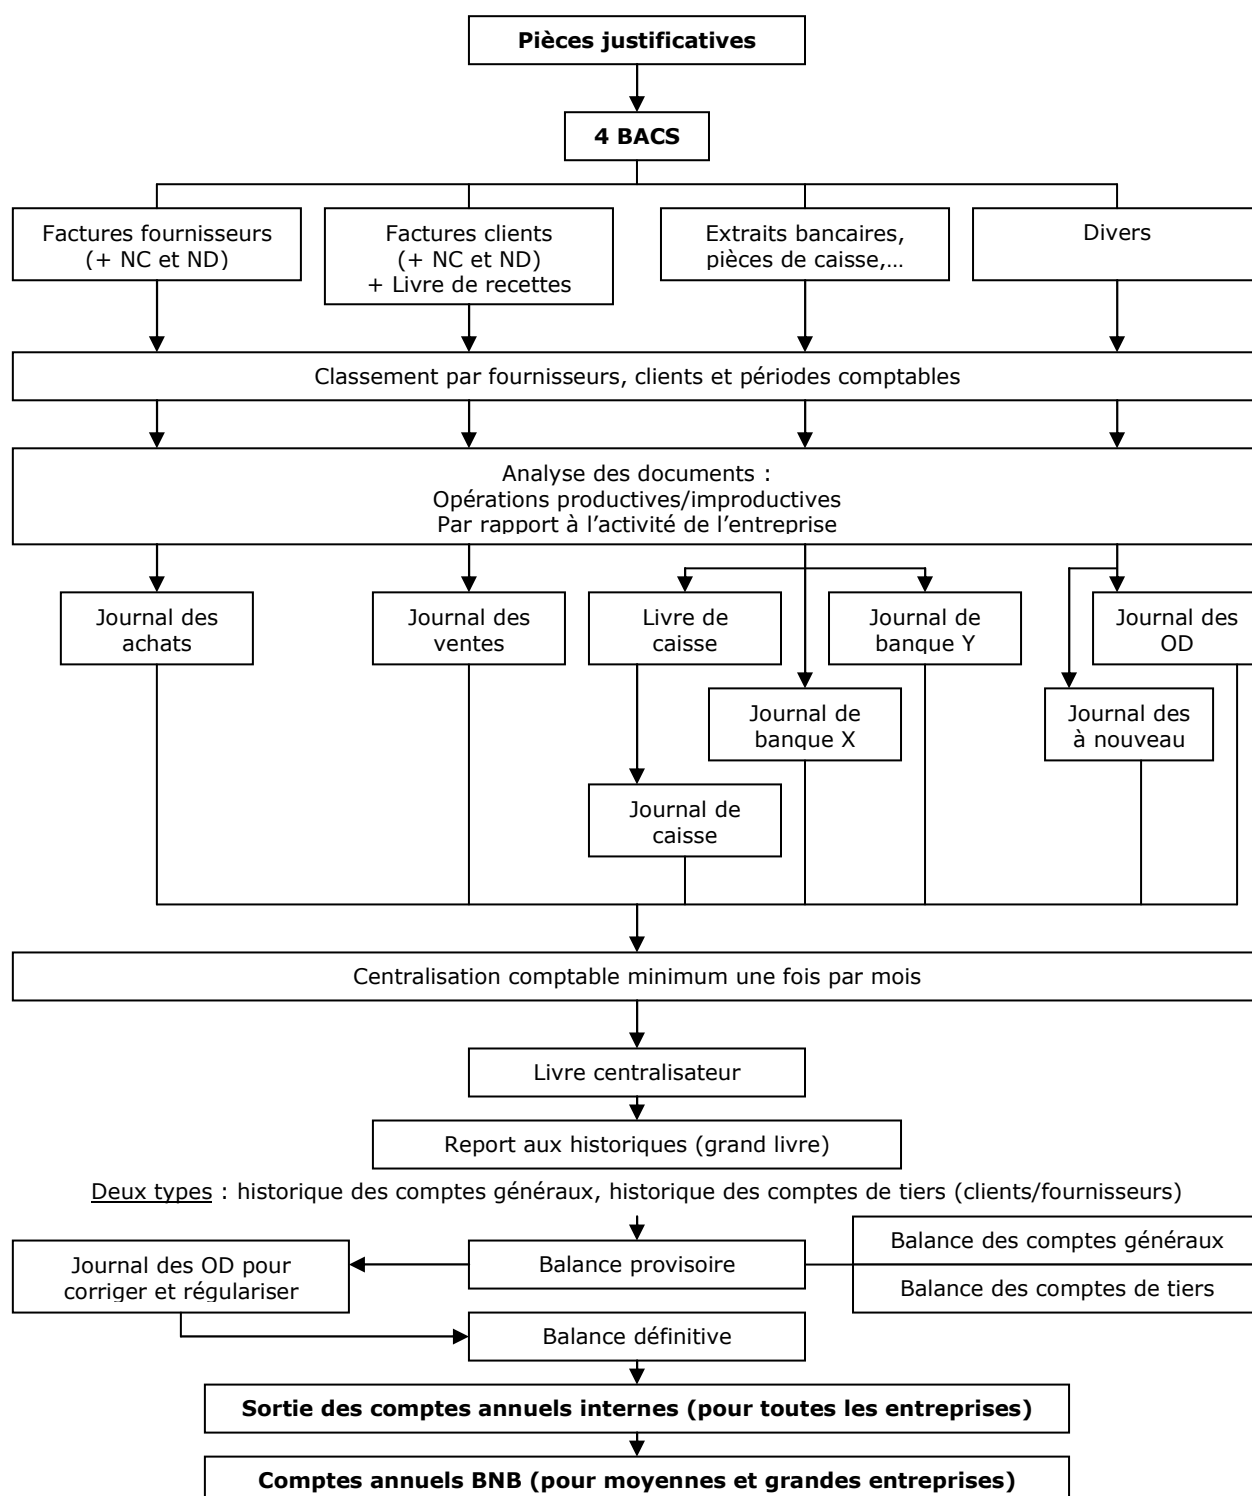 Pièces justificatives
4 BACS
Factures fournisseurs
(+ NC et ND)
Factures clients
(+ NC et ND)
+ Livre de recettes
Extraits bancaires,
pièces de caisse,…
Divers
Classement par fournisseurs, clients et périodes comptables
Analyse des documents :
Opérations productives/improductives
Par rapport à l’activité de l’entreprise
Journal des
achats
Journal des
ventes
Livre de
caisse
Journal de
banque Y
Journal des
OD
Journal de
banque X
Journal des
à nouveau
Journal de
caisse
Centralisation comptable minimum une fois par mois
Livre centralisateur
Report aux historiques (grand livre)
Deux types : historique des comptes généraux, historique des comptes de tiers (clients/fournisseurs)
Journal des OD pour
corriger et régulariser
Balance provisoire
Balance des comptes généraux
Balance des comptes de tiers
Balance définitive
Sortie des comptes annuels internes (pour toutes les entreprises)
Comptes annuels BNB (pour moyennes et grandes entreprises)